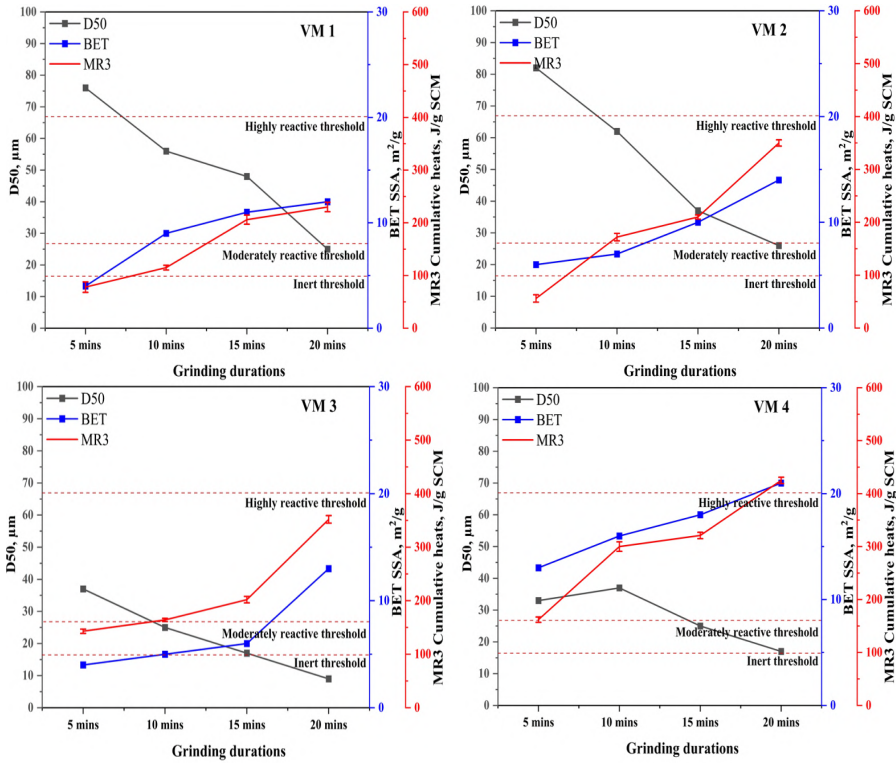 VM 1
D50
BET
MR3
Highly reactive threshold
Moderately reactive threshold
Inert threshold
100
90
80
70
60
50
40
30
20
10
0
D50, µm
30
20
10
0
BET SSA, m²/g
600
500
400
300
200
100
0
MR3 Cumulative heats, J/g SCM
5 mins 10 mins 15 mins 20 mins
Grinding durations
VM 2
D50
BET
MR3
Highly reactive threshold
Moderately reactive threshold
Inert threshold
100
90
80
70
60
50
40
30
20
10
0
D50, µm
30
20
10
0
BET SSA, m²/g
600
500
400
300
200
100
0
MR3 Cumulative heats, J/g SCM
5 mins 10 mins 15 mins 20 mins
Grinding durations
VM 3
D50
BET
MR3
Highly reactive threshold
Moderately reactive threshold
Inert threshold
100
90
80
70
60
50
40
30
20
10
0
D50, µm
30
20
10
0
BET SSA, m²/g
600
500
400
300
200
100
0
MR3 Cumulative heats, J/g SCM
5 mins 10 mins 15 mins 20 mins
Grinding durations
VM 4
D50
BET
MR3
Highly reactive threshold
Moderately reactive threshold
Inert threshold
100
90
80
70
60
50
40
30
20
10
0
D50, µm
30
20
10
0
BET SSA, m²/g
600
500
400
300
200
100
0
MR3 Cumulative heats, J/g SCM
5 mins 10 mins 15 mins 20 mins
Grinding durations